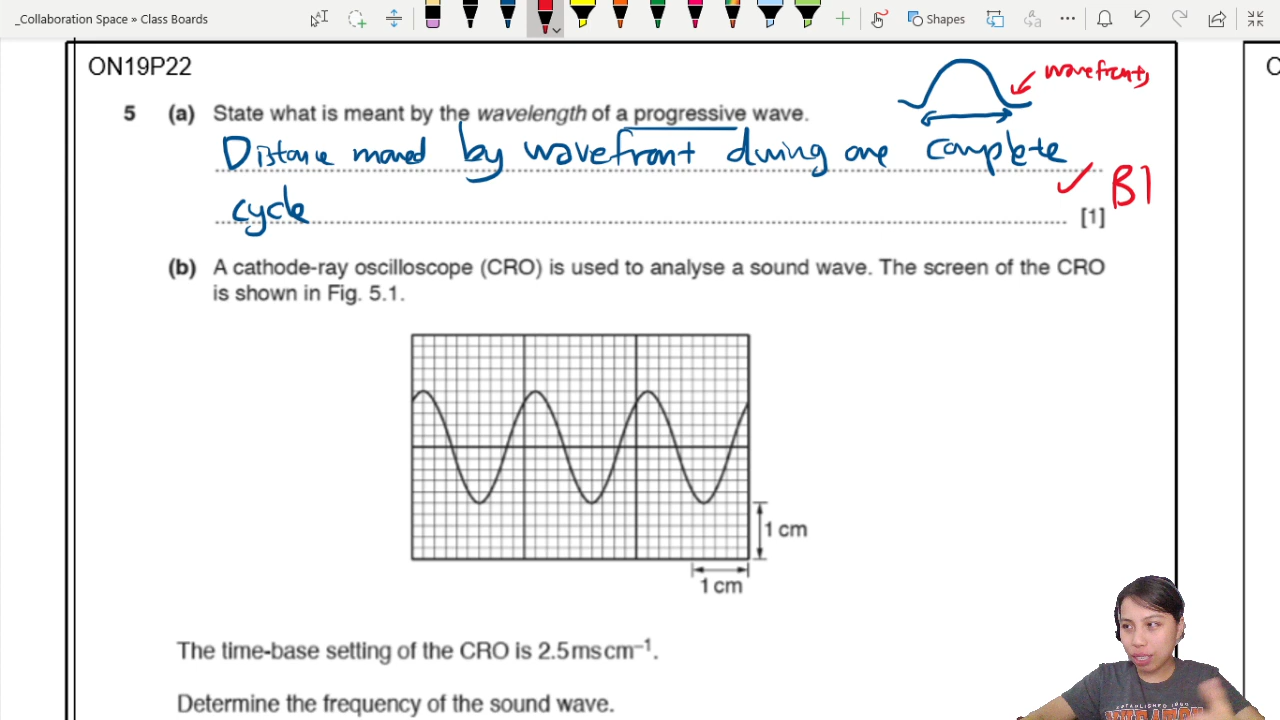 _Collaboration Space » Class Boards
Shapes
ON19P22
wavefronts
5 (a) State what is meant by the wavelength of a progressive wave.
Distance moved by wavefront during one complete
cycle
B1
[1]
(b) A cathode-ray oscilloscope (CRO) is used to analyse a sound wave. The screen of the CRO
is shown in Fig. 5.1.
1 cm
1 cm
The time-base setting of the CRO is 2.5 ms cm⁻¹.
Determine the frequency of the sound wave.